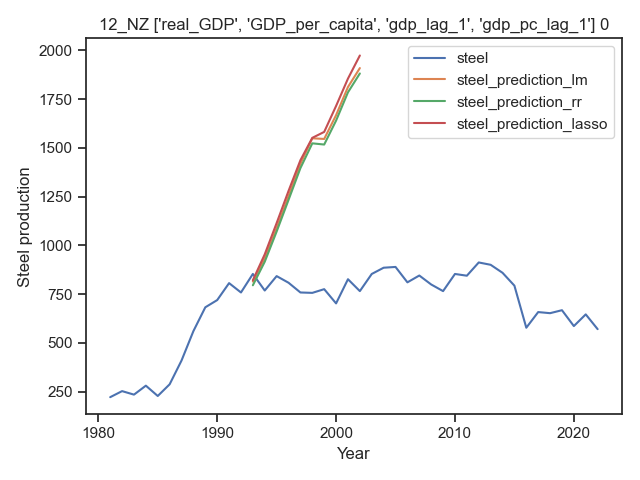 12_NZ ['real_GDP', 'GDP_per_capita', 'gdp_lag_1', 'gdp_pc_lag_1'] 0
steel
steel_prediction_lm
steel_prediction_rr
steel_prediction_lasso
Steel production
2000
1750
1500
1250
1000
750
500
250
1980
1990
2000
2010
2020
Year